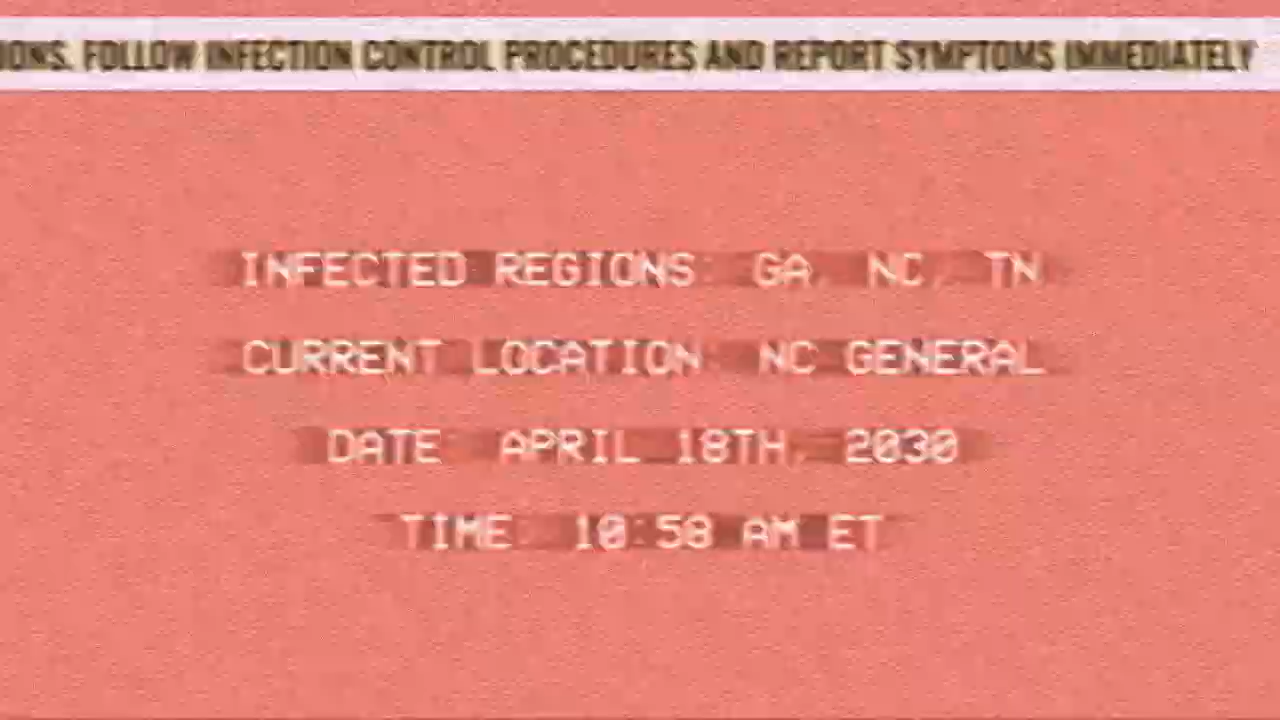 IONS. FOLLOW INFECTION CONTROL PROCEDURES AND REPORT SYMPTOMS IMMEDIATELY
INFECTED REGIONS: GA, NC, TN
CURRENT LOCATION: NC GENERAL
DATE: APRIL 18TH, 2030
TIME: 10:58 AM ET